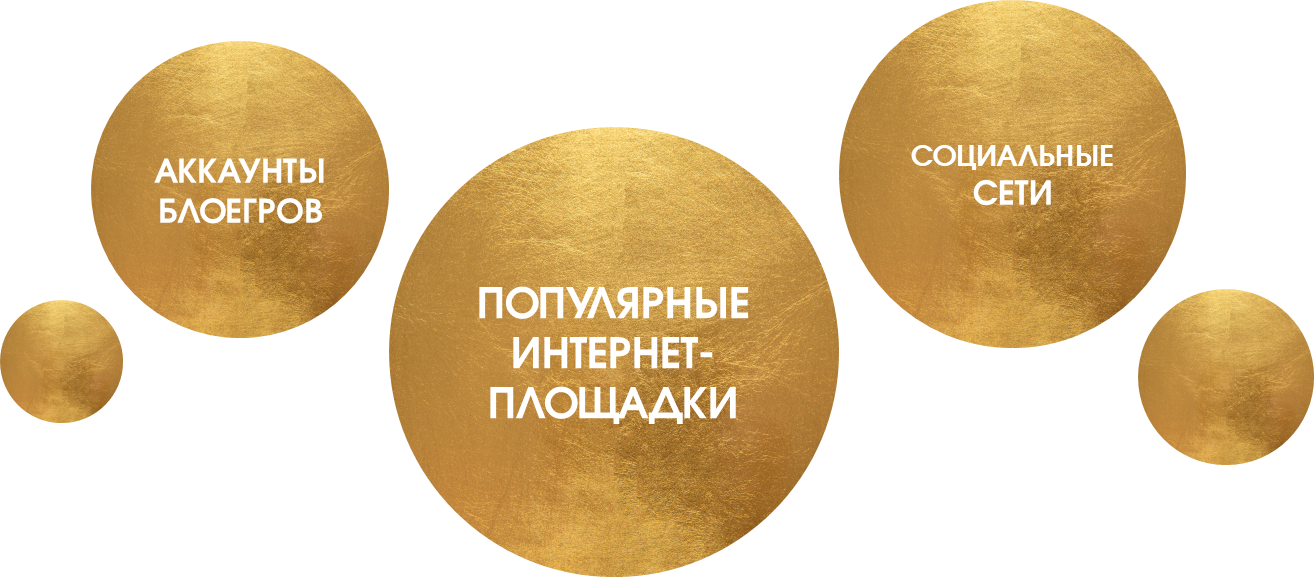 АККАУНТЫ
БЛОЕГРОВ
ПОПУЛЯРНЫЕ
ИНТЕРНЕТ-
ПЛОЩАДКИ
СОЦИАЛЬНЫЕ
СЕТИ